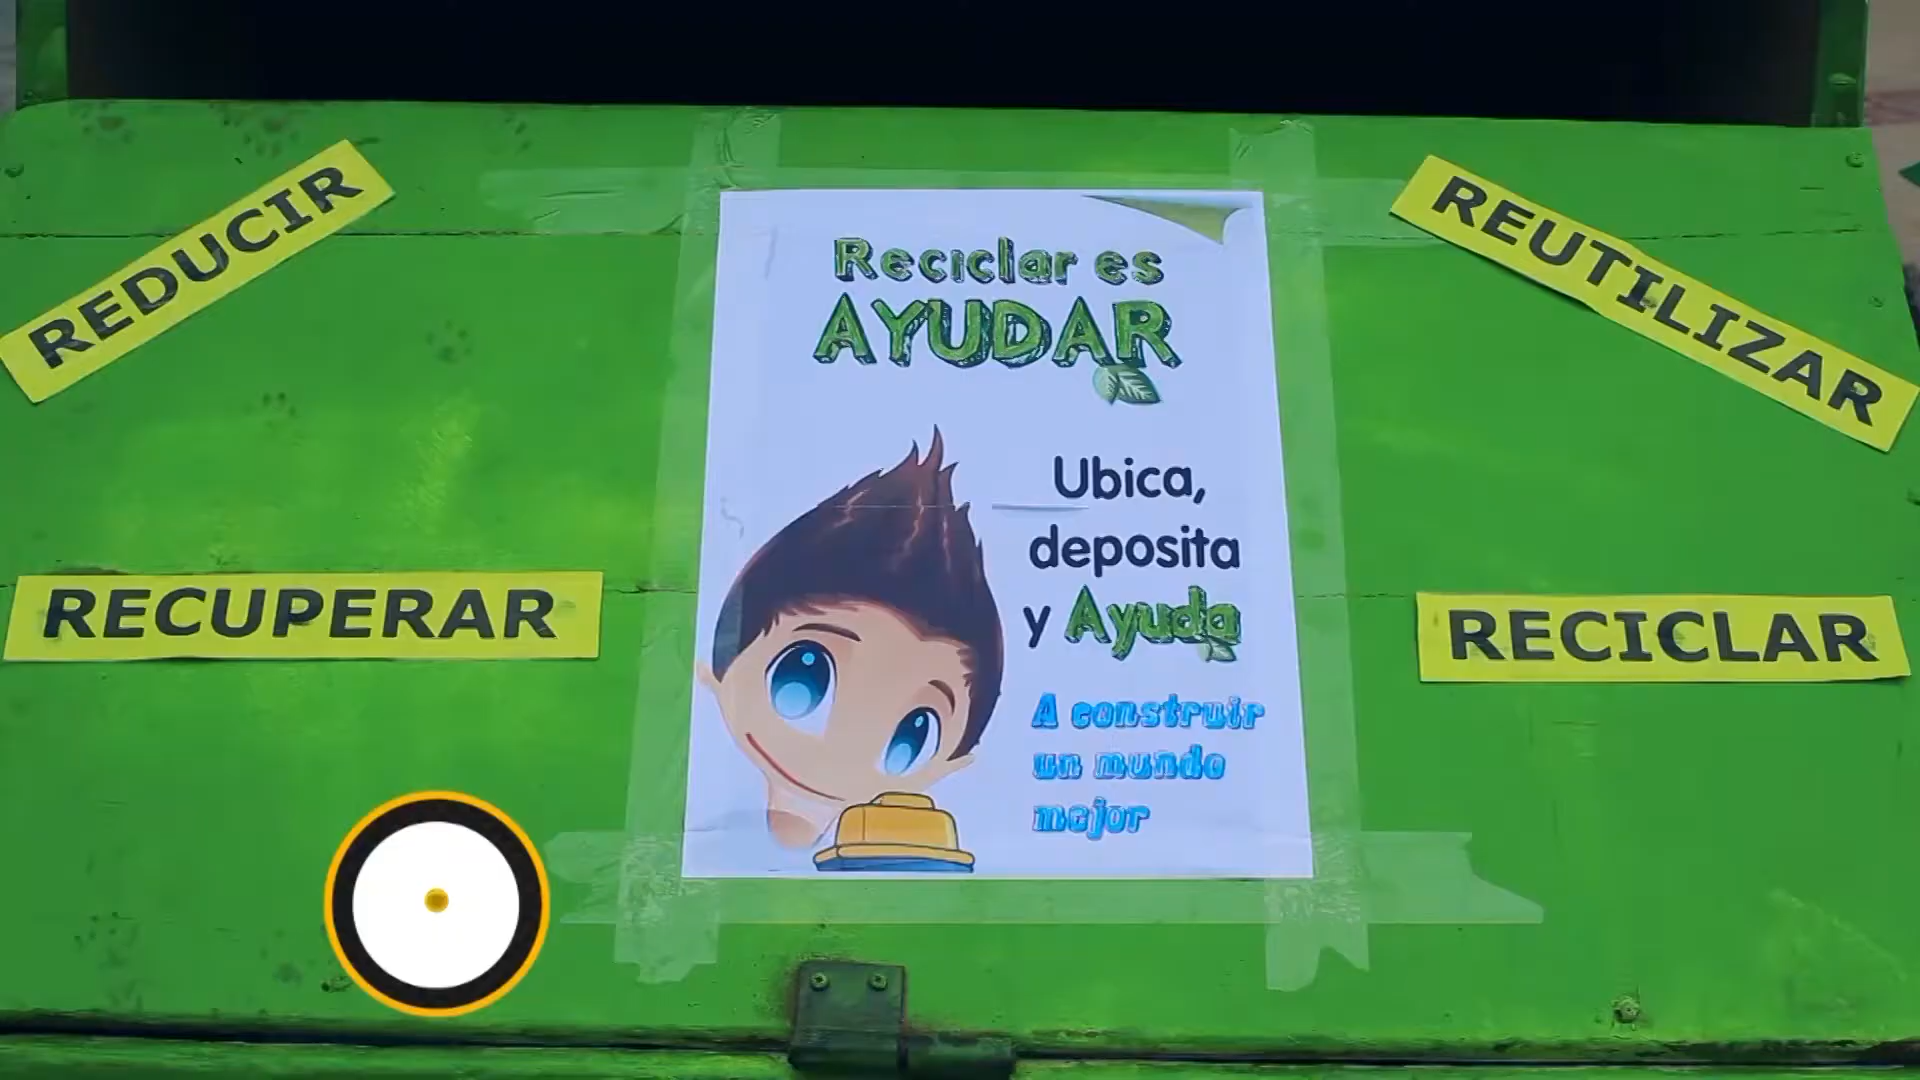 REDUCIR
REUTILIZAR
Reciclar es
AYUDAR
Ubica,
deposita
y Ayuda
A construir
un mundo
mejor
RECUPERAR
RECICLAR